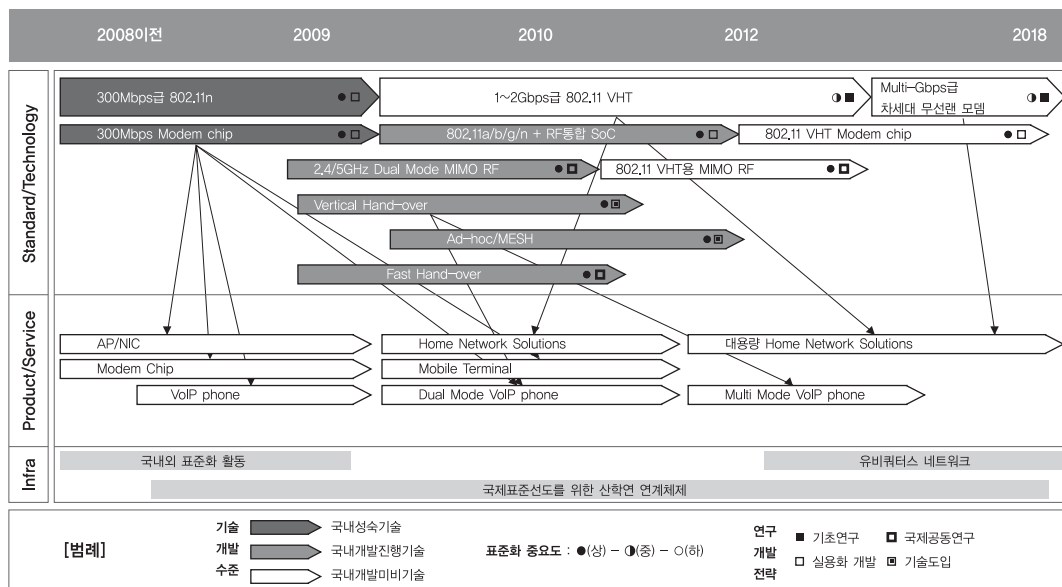 2008이전 2009 2010 2012 2018
Standard/Technology
300Mbps급 802.11n ● □
1~2Gbps급 802.11 VHT ◑ ■
Multi-Gbps급
차세대 무선랜 모뎀 ◑ ■
300Mbps Modem chip ● □
802.11a/b/g/n + RF통합 SoC ● □
802.11 VHT Modem chip ● □
2.4/5GHz Dual Mode MIMO RF ● ◘
802.11 VHT용 MIMO RF ● ◘
Vertical Hand-over ● ▣
Ad-hoc/MESH ● ▣
Fast Hand-over ● ◘
Product/Service
AP/NIC
Home Network Solutions
대용량 Home Network Solutions
Modem Chip
Mobile Terminal
VoIP phone
Dual Mode VoIP phone
Multi Mode VoIP phone
Infra
국내외 표준화 활동
유비쿼터스 네트워크
국제표준선도를 위한 산학연 연계체제
[범례]
기술
개발
수준
국내성숙기술
국내개발진행기술
국내개발미비기술
표준화 중요도 : ●(상) – ◑(중) – ○(하)
연구
개발
전략
■ 기초연구 ◘ 국제공동연구
□ 실용화 개발 ▣ 기술도입